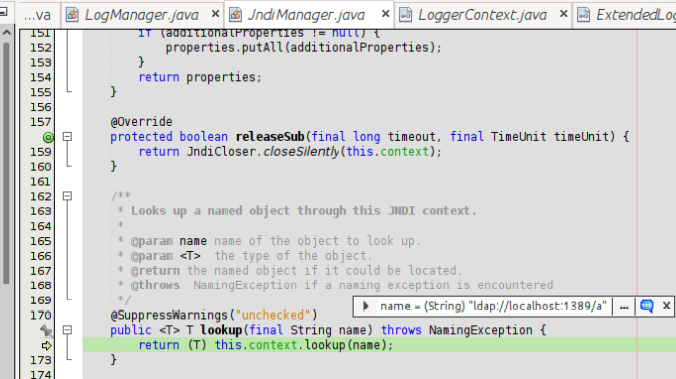 ...va LogManager.java × JndiManager.java × LoggerContext.java × ExtendedLog
151 if (additionalProperties != null) {
152 properties.putAll(additionalProperties);
153 }
154 return properties;
155 }
156
157 @Override
protected boolean releaseSub(final long timeout, final TimeUnit timeUnit) {
159 return JndiCloser.closeSilently(this.context);
160 }
161
162 /**
163 * Looks up a named object through this JNDI context.
164 *
165 * @param name name of the object to look up.
166 * @param <T> the type of the object.
167 * @return the named object if it could be located.
168 * @throws NamingException if a naming exception is encountered
169 */
name = (String) "ldap://localhost:1389/a" ... x
170 @SuppressWarnings("unchecked")
public <T> T lookup(final String name) throws NamingException {
return (T) this.context.lookup(name);
173 }
174